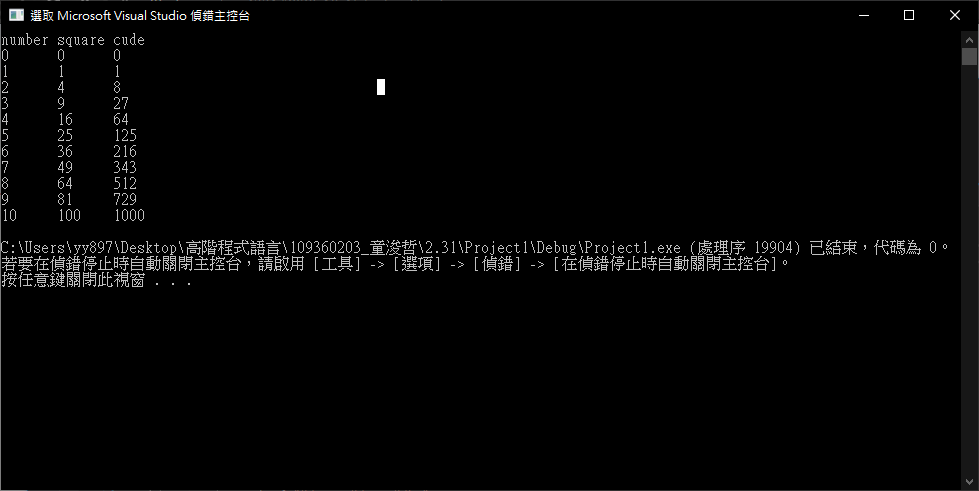 選取 Microsoft Visual Studio 偵錯主控台
number square cude
0 0 0
1 1 1
2 4 8
3 9 27
4 16 64
5 25 125
6 36 216
7 49 343
8 64 512
9 81 729
10 100 1000
C:\Users\yy897\Desktop\高階程式語言\109360203_董浚哲\2.31\Project1\Debug\Project1.exe (處理序 19904) 已結束，代碼為 0。
若要在偵錯停止時自動關閉主控台，請啟用 [工具] -> [選項] -> [偵錯] -> [在偵錯停止時自動關閉主控台]。
按任意鍵關閉此視窗 . . .